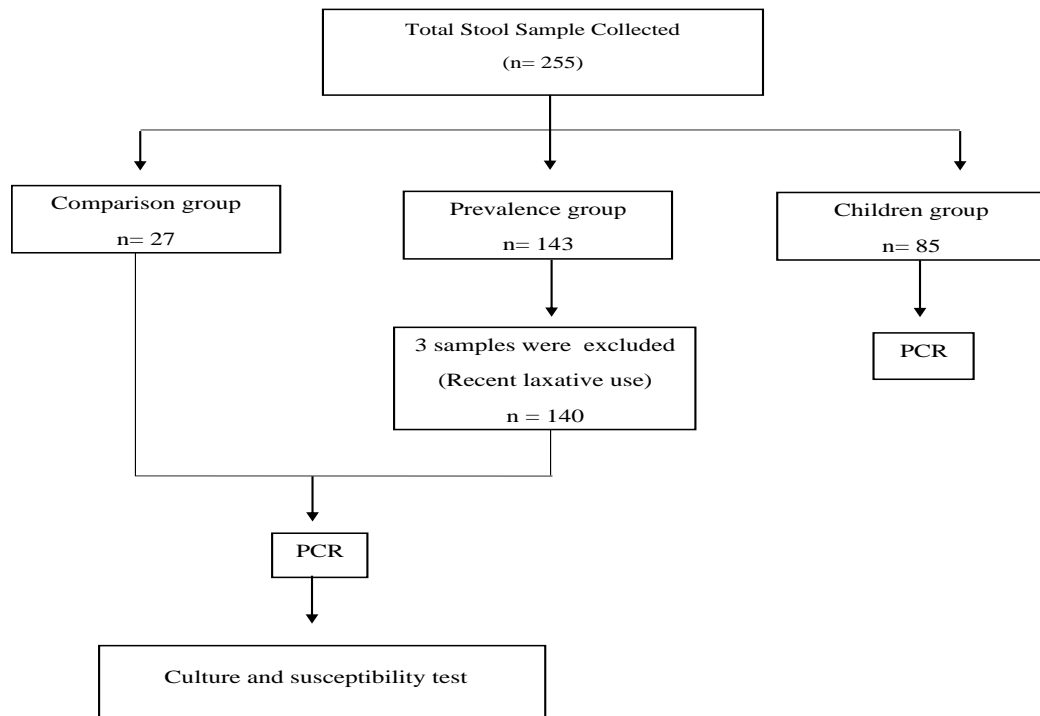 Total Stool Sample Collected
(n= 255)
Comparison group
n= 27
Prevalence group
n= 143
Children group
n= 85
3 samples were excluded
(Recent laxative use)
n = 140
PCR
PCR
Culture and susceptibility test